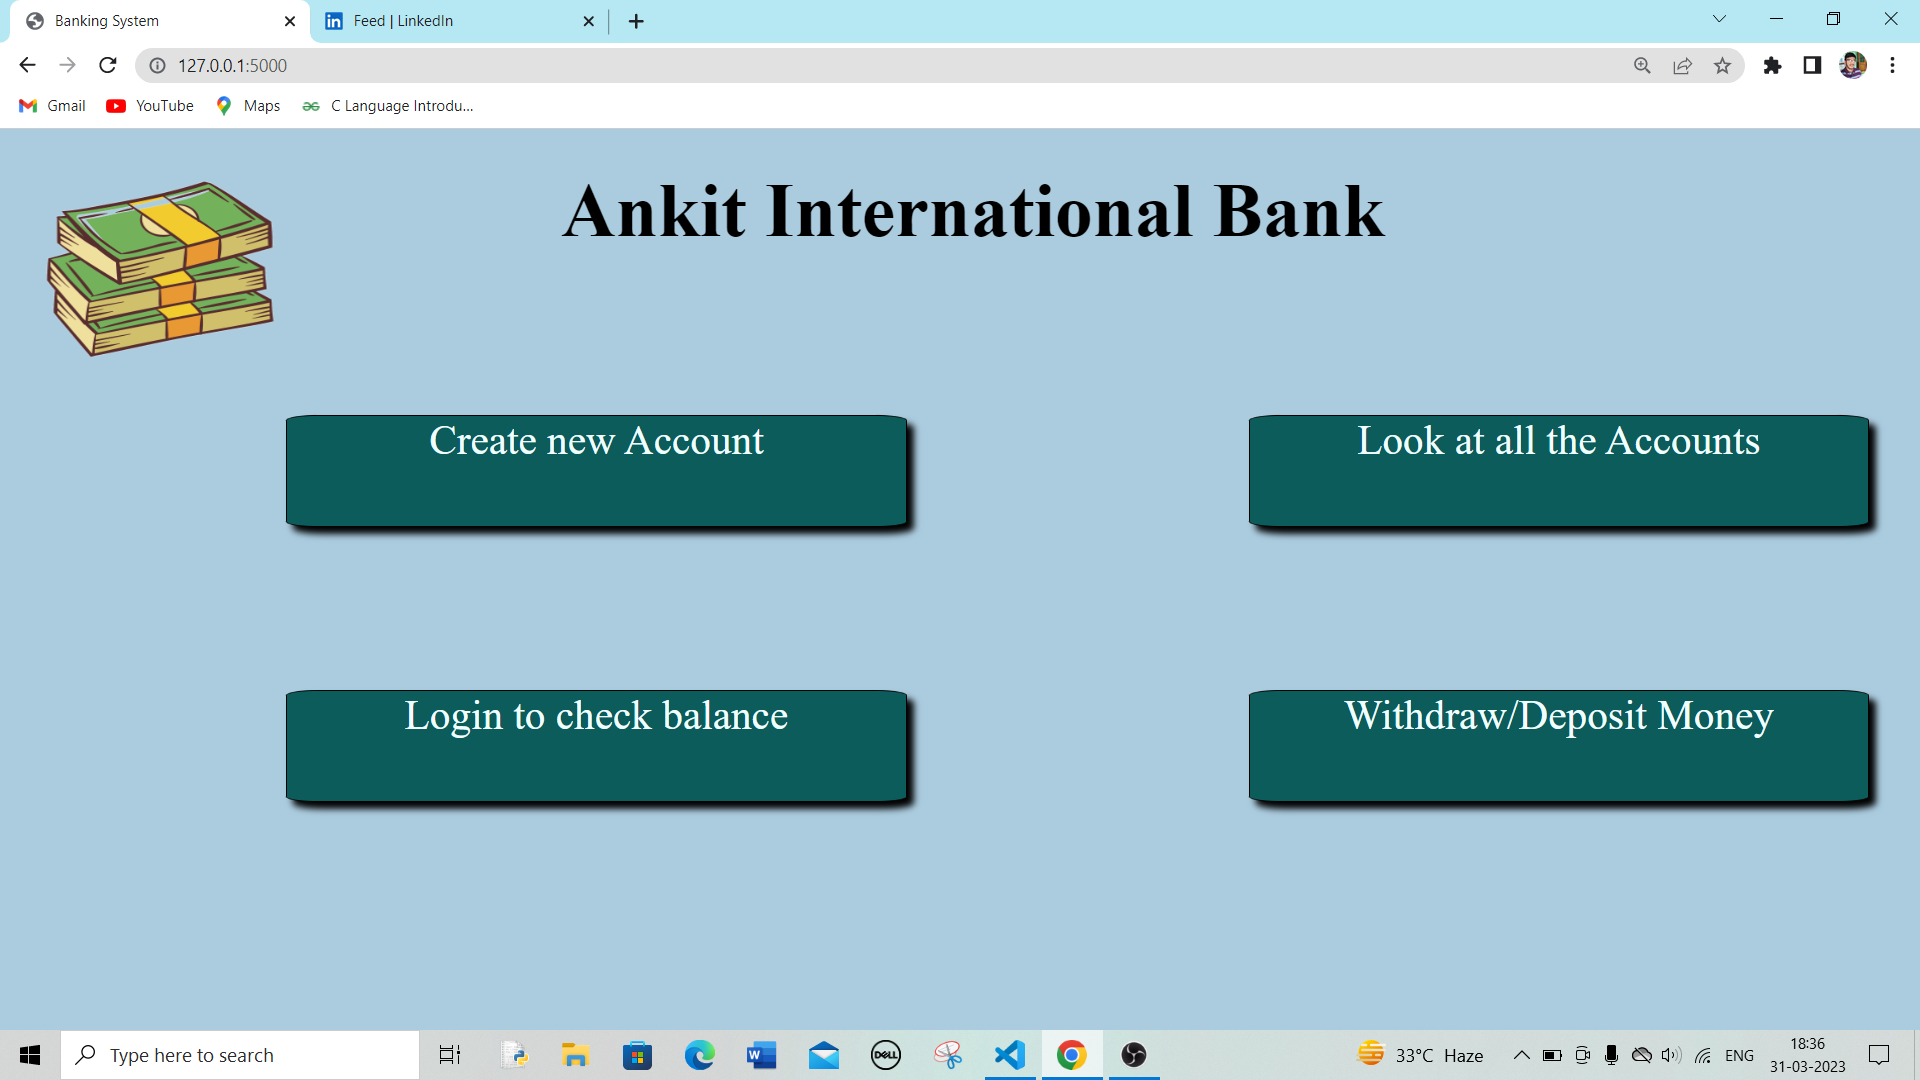 Banking System
in Feed | LinkedIn
127.0.0.1:5000
Gmail YouTube Maps C Language Introdu...
Ankit International Bank
Create new Account Look at all the Accounts
Login to check balance Withdraw/Deposit Money
Type here to search
W
DELL
33°C Haze
ENG
18:36
31-03-2023